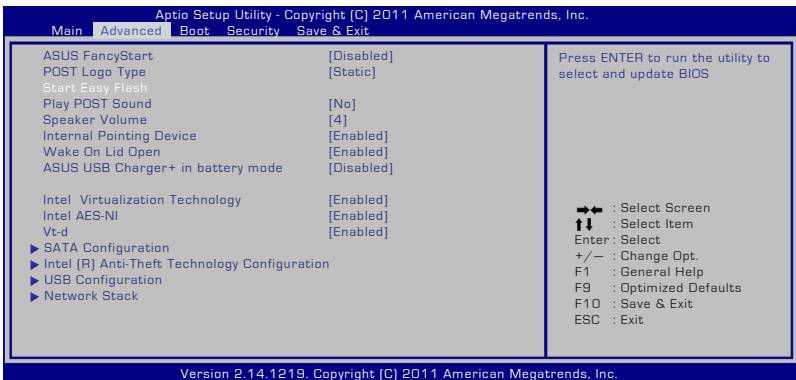 Aptio Setup Utility - Copyright (C) 2011 American Megatrends, Inc.
Main Advanced Boot Security Save & Exit
ASUS FancyStart [Disabled]
POST Logo Type [Static]
Start Easy Flash
Play POST Sound [No]
Speaker Volume [4]
Internal Pointing Device [Enabled]
Wake On Lid Open [Enabled]
ASUS USB Charger+ in battery mode [Disabled]
Intel Virtualization Technology [Enabled]
Intel AES-NI [Enabled]
Vt-d [Enabled]
SATA Configuration
Intel (R) Anti-Theft Technology Configuration
USB Configuration
Network Stack
Press ENTER to run the utility to
select and update BIOS
→← : Select Screen
↑↓ : Select Item
Enter : Select
+/— : Change Opt.
F1 : General Help
F9 : Optimized Defaults
F10 : Save & Exit
ESC : Exit
Version 2.14.1219. Copyright (C) 2011 American Megatrends, Inc.